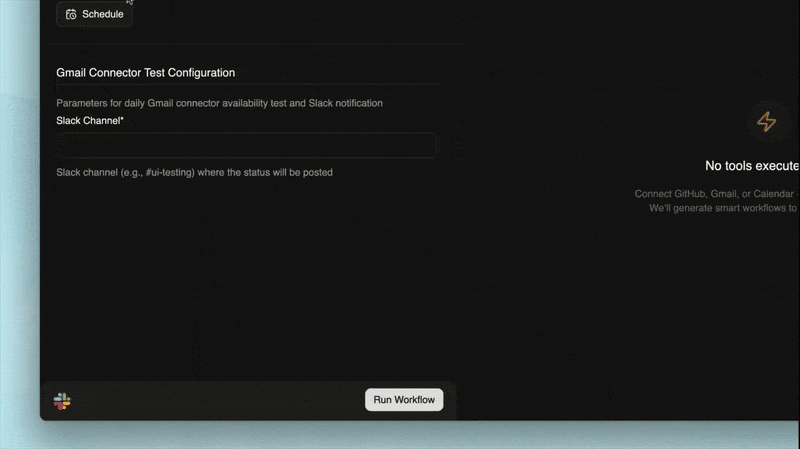 Schedule
Gmail Connector Test Configuration
Parameters for daily Gmail connector availability test and Slack notification
Slack Channel*
Slack channel (e.g., #ui-testing) where the status will be posted
No tools execute
Connect GitHub, Gmail, or Calendar
We'll generate smart workflows to
Run Workflow